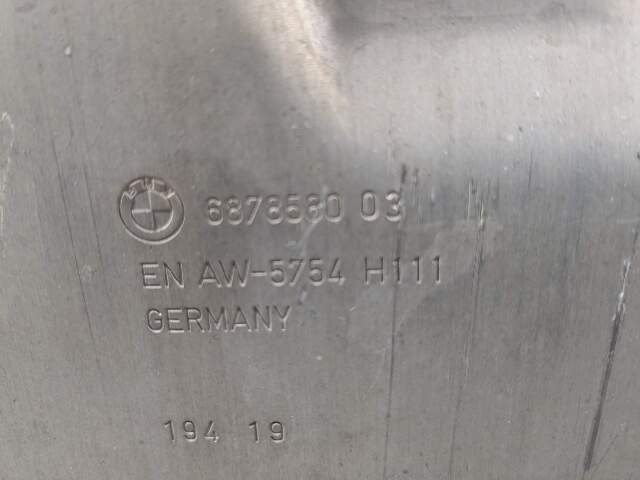 6878580 03
EN AW-5754 H111
GERMANY
194 19